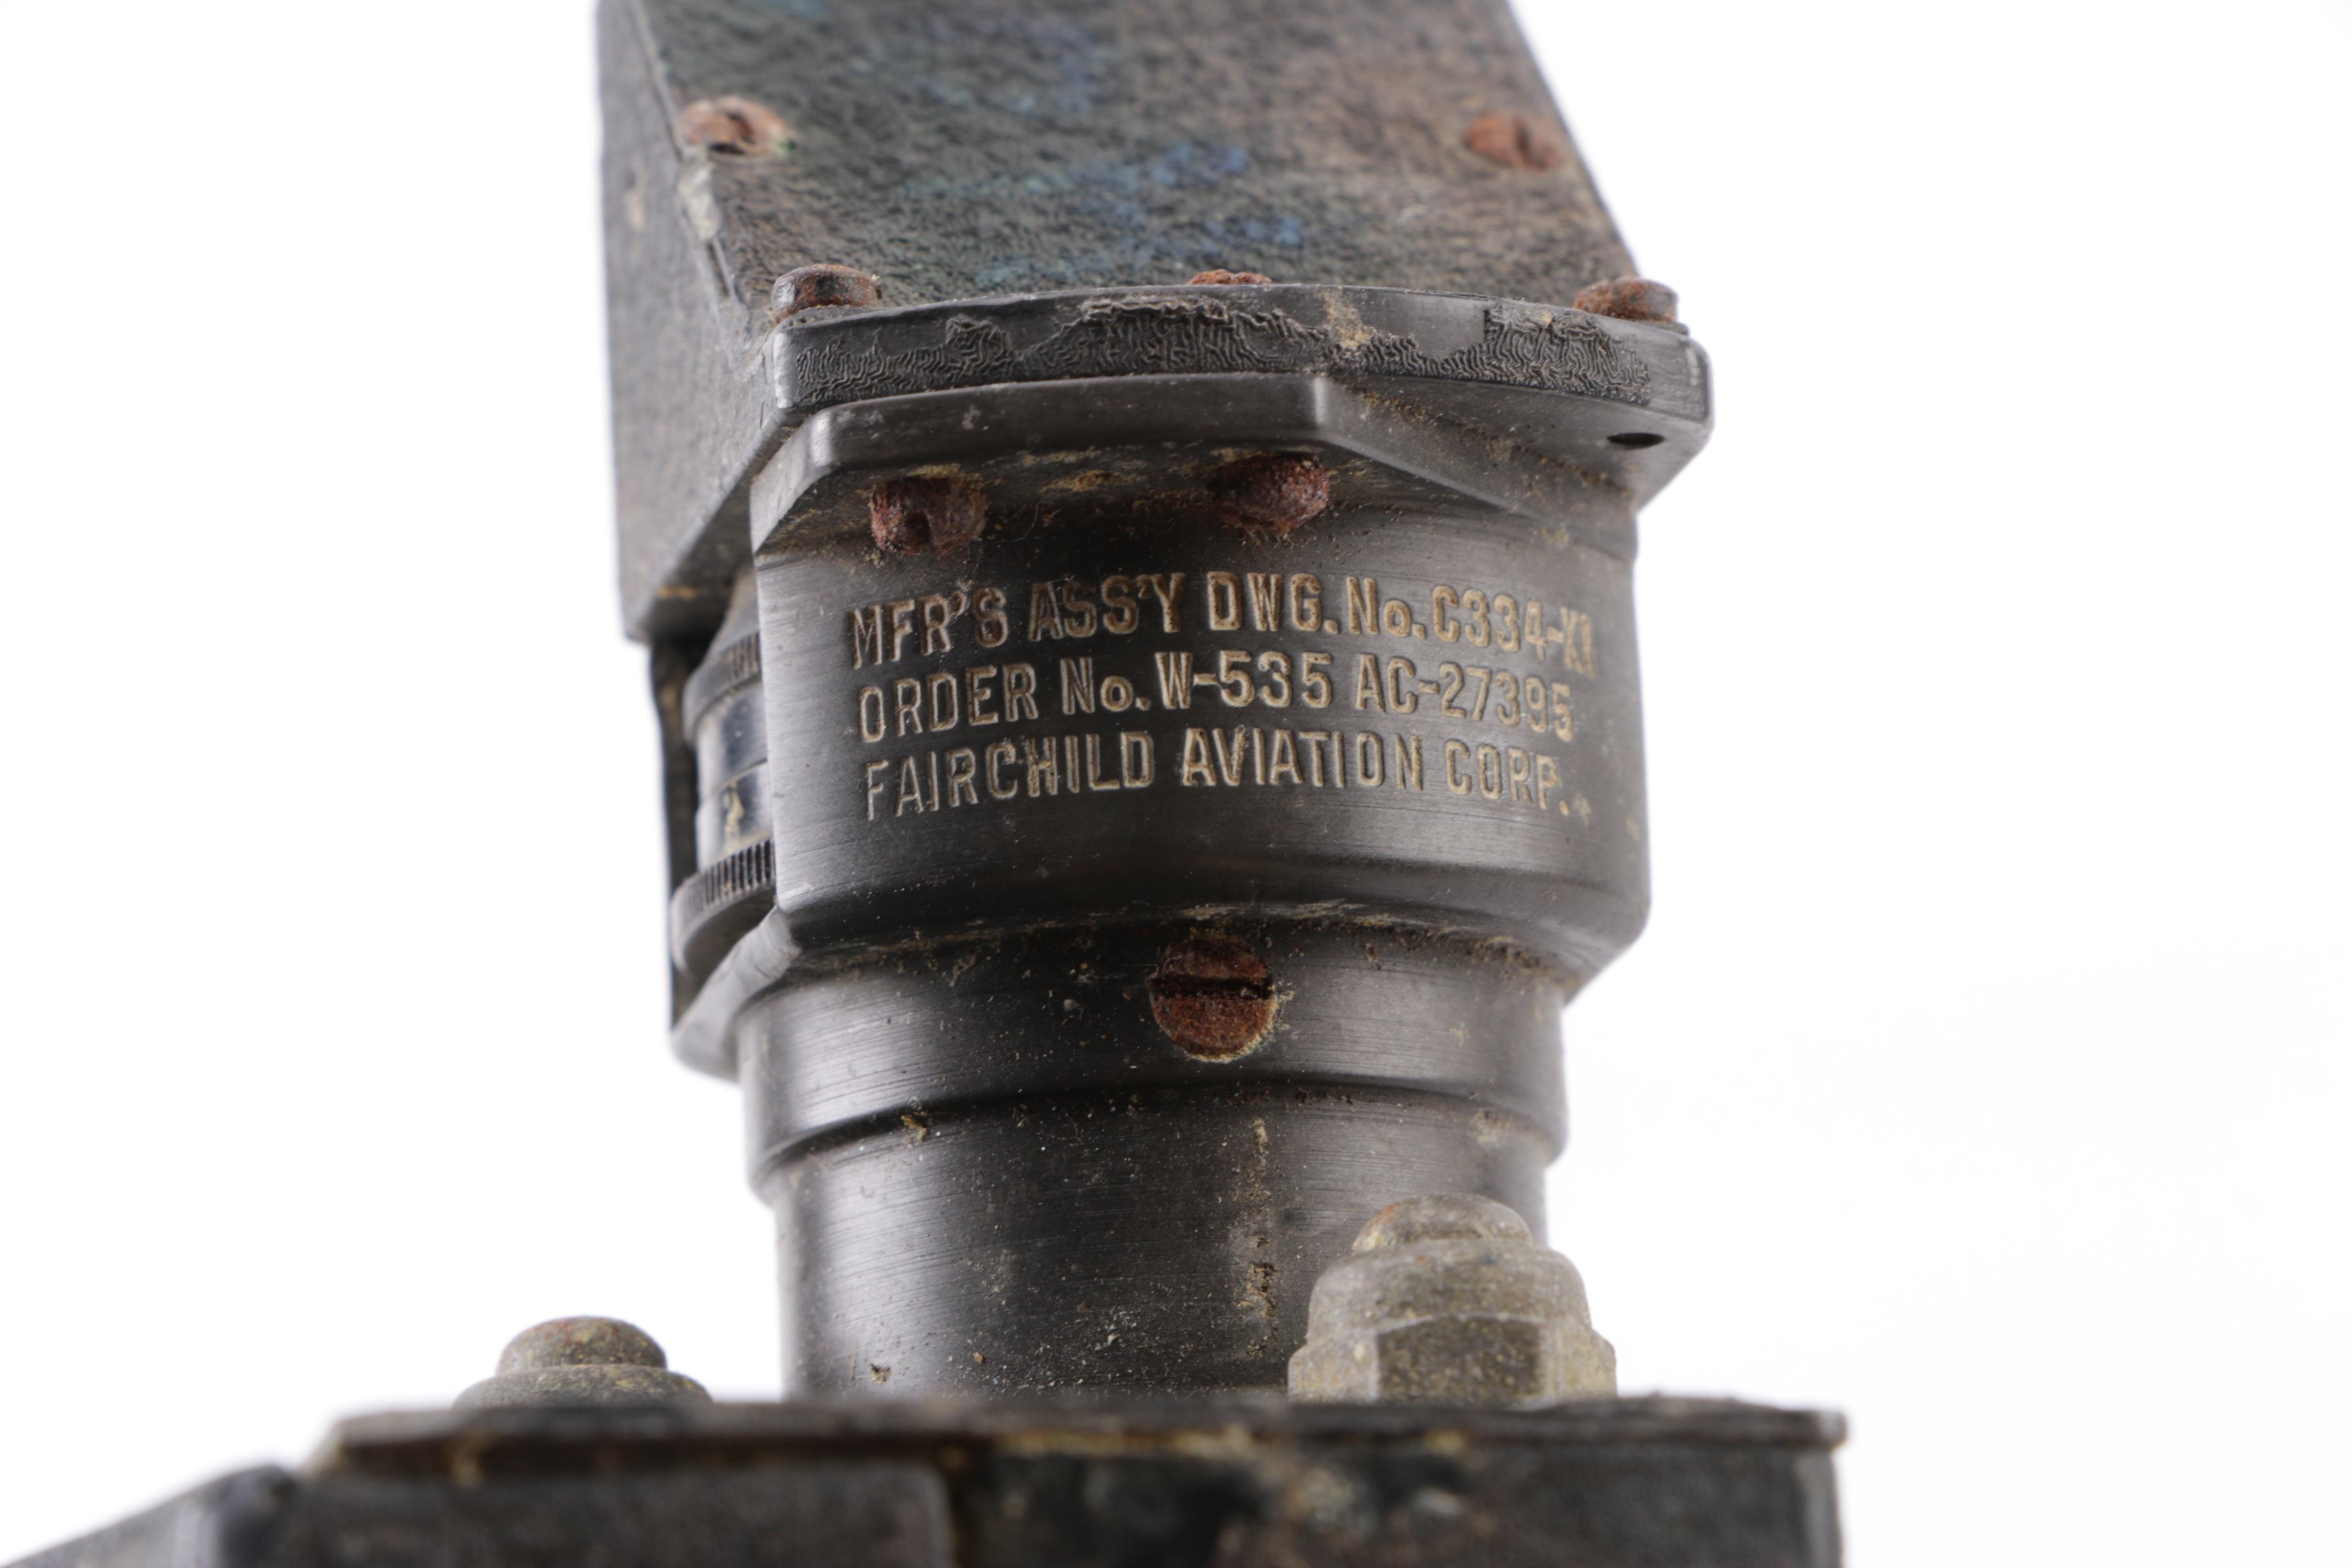 MFR'S ASS'Y DWG. No. C334-K1
ORDER No. W-535 AC-27395
FAIRCHILD AVIATION CORP.